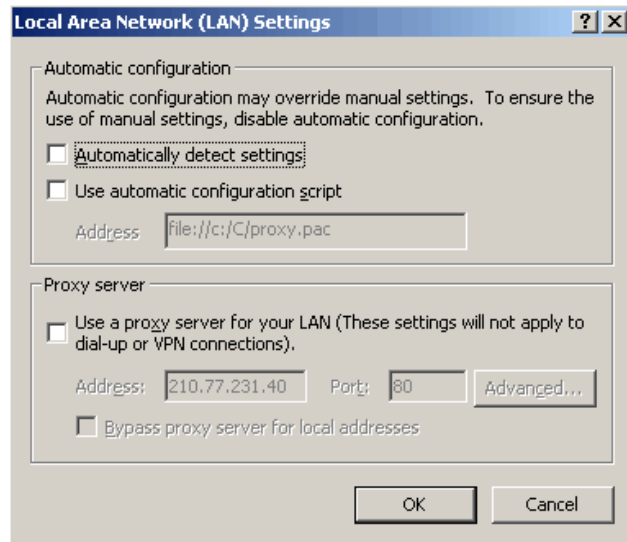 Local Area Network (LAN) Settings
Automatic configuration
Automatic configuration may override manual settings. To ensure the
use of manual settings, disable automatic configuration.
Automatically detect settings
Use automatic configuration script
Address file://c:/C/proxy.pac
Proxy server
Use a proxy server for your LAN (These settings will not apply to
dial-up or VPN connections).
Address: 210.77.231.40 Port: 80 Advanced...
Bypass proxy server for local addresses
OK Cancel